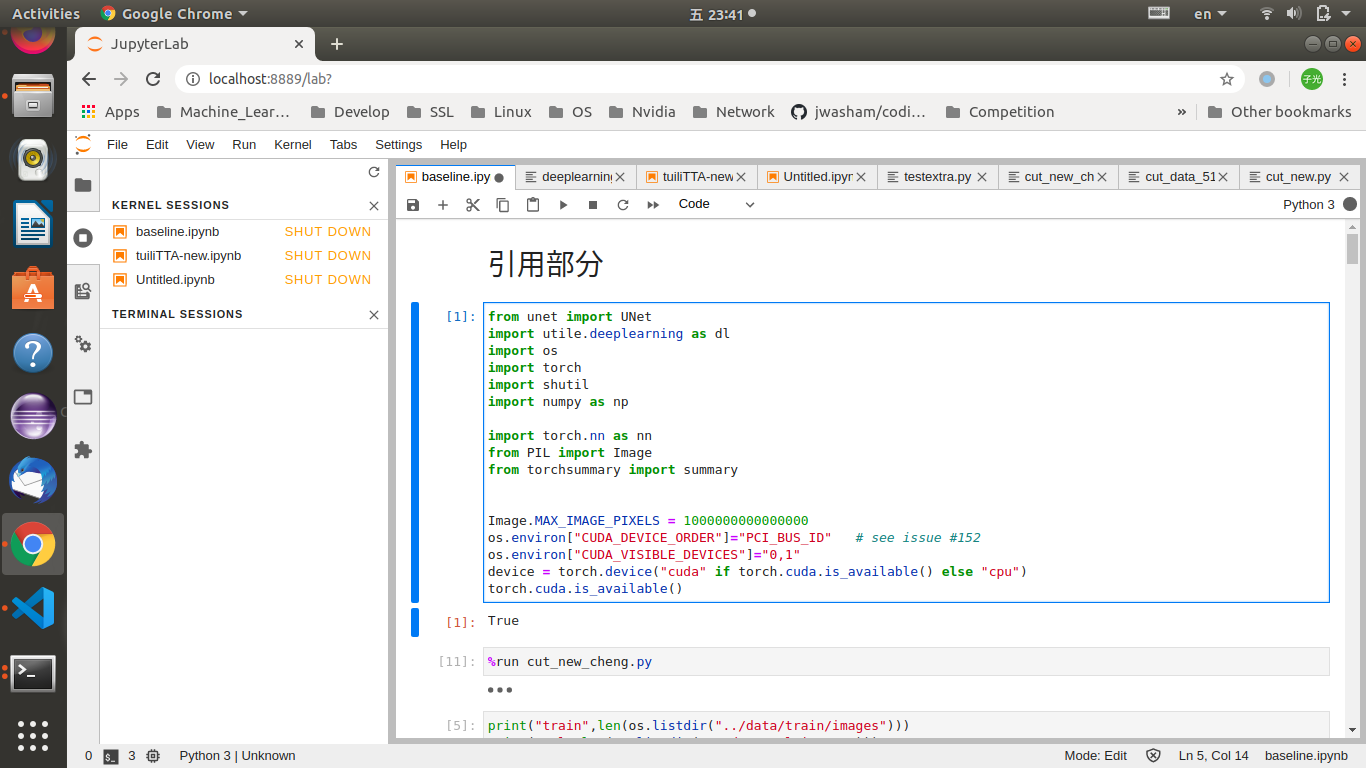 Activities Google Chrome 五 23:41 en
JupyterLab
localhost:8889/lab? 子光
Apps Machine_Lear… Develop SSL Linux OS Nvidia Network jwasham/codi… Competition » Other bookmarks
File Edit View Run Kernel Tabs Settings Help
baseline.ipy deeplearning tuiliTTA-new Untitled.ipyn testextra.py cut_new_ch cut_data_51 cut_new.py
Code Python 3
KERNEL SESSIONS
baseline.ipynb SHUT DOWN
tuiliTTA-new.ipynb SHUT DOWN
Untitled.ipynb SHUT DOWN
TERMINAL SESSIONS
引用部分
[1]: from unet import UNet
import utile.deeplearning as dl
import os
import torch
import shutil
import numpy as np
import torch.nn as nn
from PIL import Image
from torchsummary import summary
Image.MAX_IMAGE_PIXELS = 1000000000000000
os.environ["CUDA_DEVICE_ORDER"]="PCI_BUS_ID" # see issue #152
os.environ["CUDA_VISIBLE_DEVICES"]="0,1"
device = torch.device("cuda" if torch.cuda.is_available() else "cpu")
torch.cuda.is_available()
[1]: True
[11]: %run cut_new_cheng.py
[5]: print("train",len(os.listdir("../data/train/images")))
0 3 Python 3 | Unknown Mode: Edit Ln 5, Col 14 baseline.ipynb